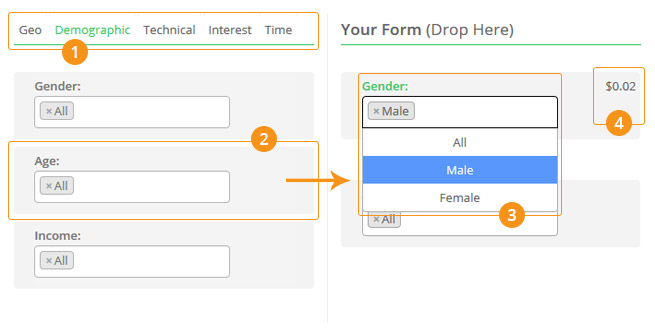 Geo Demographic Technical Interest Time
1
Gender:
×All
2
Age:
×All
Income:
×All
Your Form (Drop Here)
Gender:
×Male
All
Male
Female
3
×All
$0.02
4